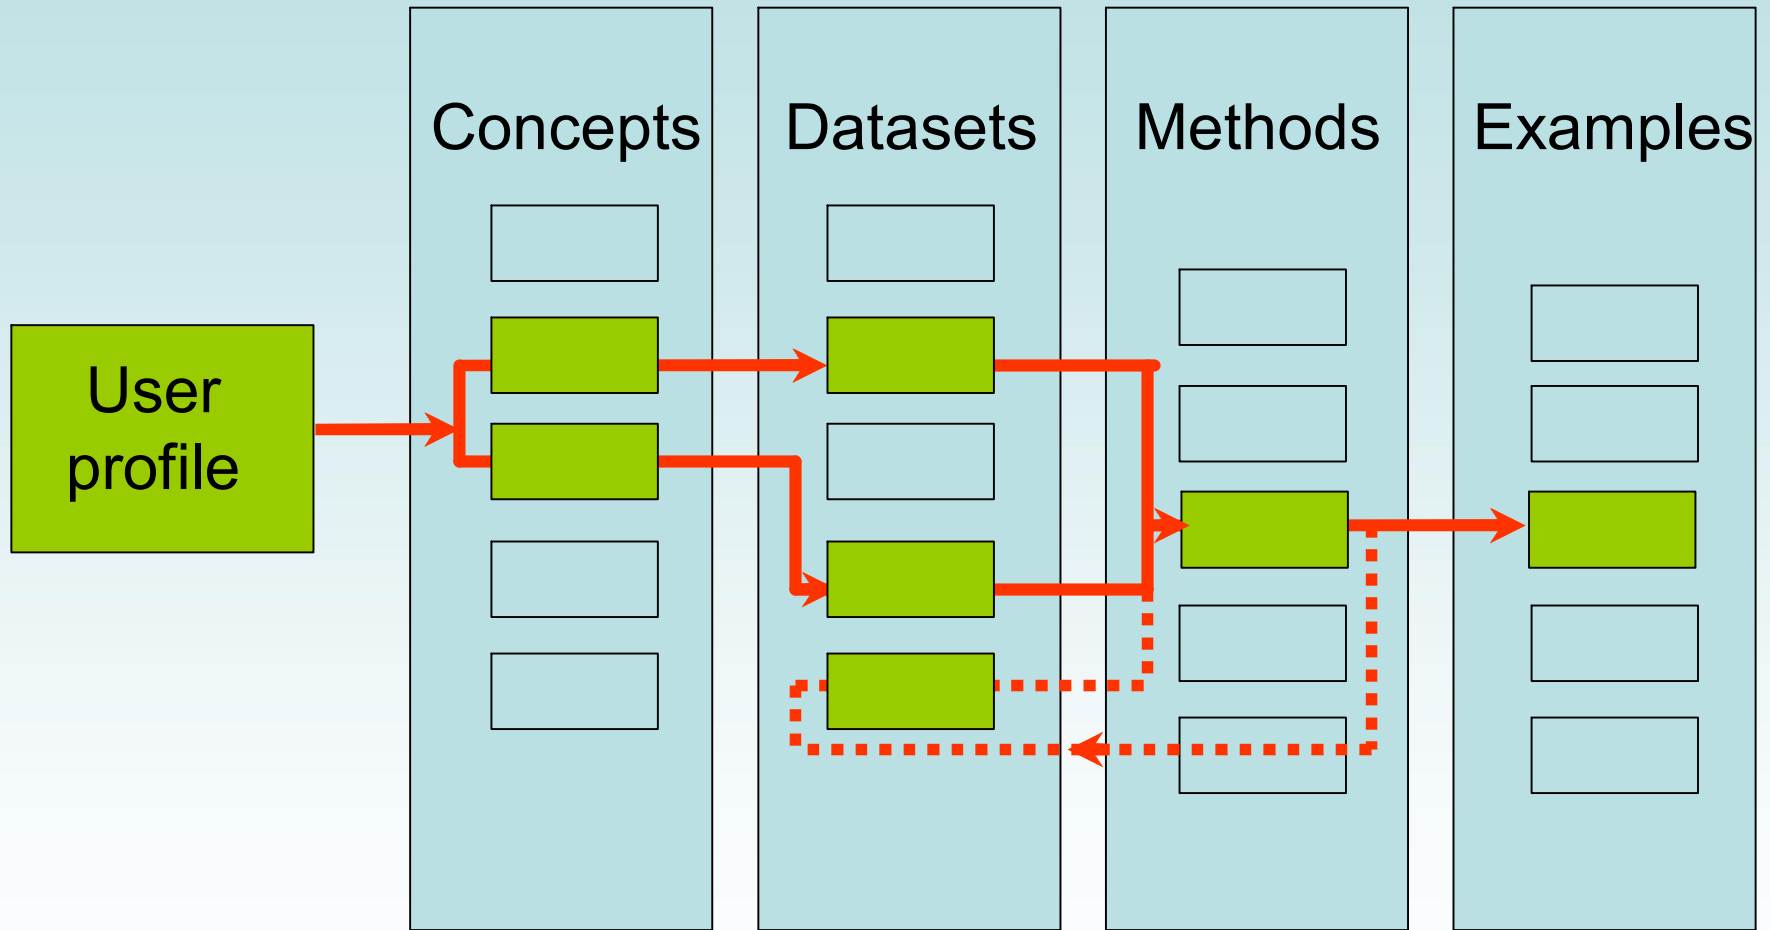 Concepts
Datasets
Methods
Examples
User
profile